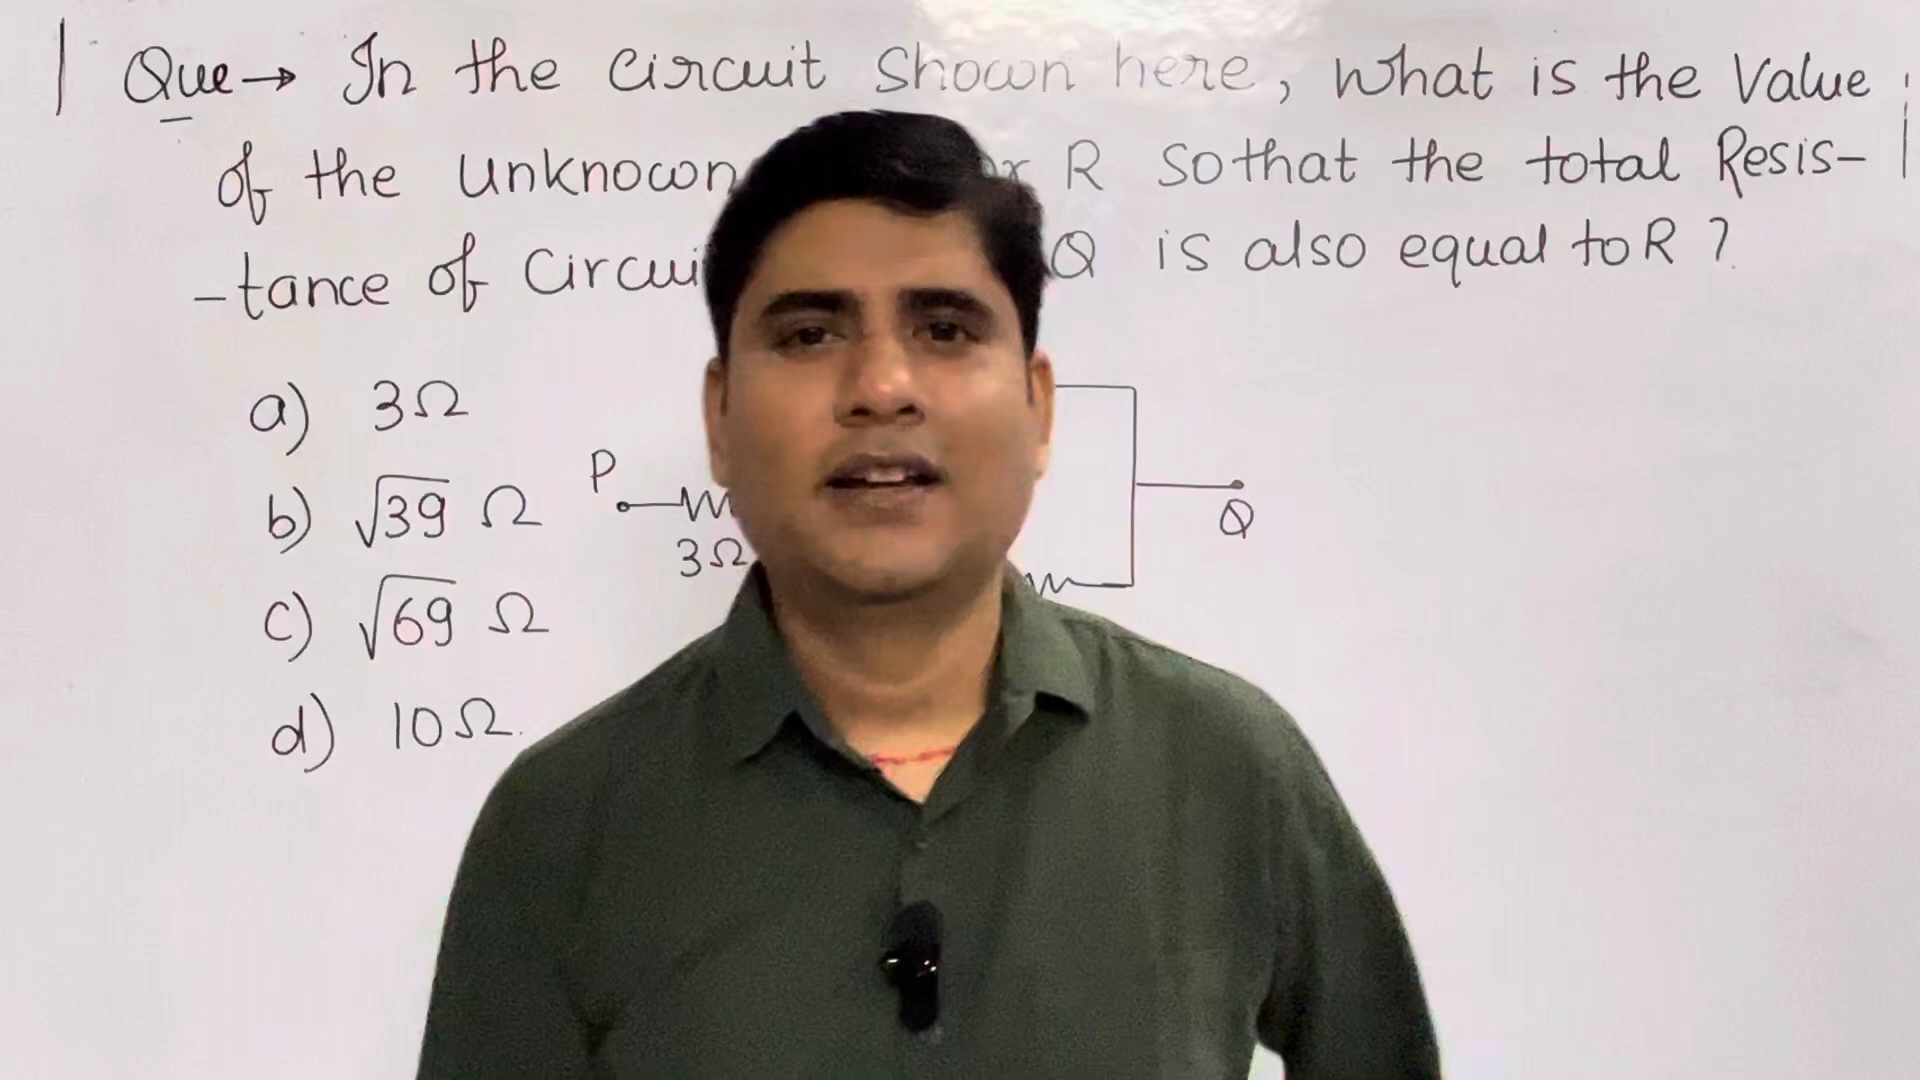 Que→ In the circuit shown here, what is the value
of the unknown R so that the total Resis-
-tance of circui Q is also equal to R ?
a) 3Ω
b) √39 Ω
c) √69 Ω
d) 10Ω.
P
3Ω
Q